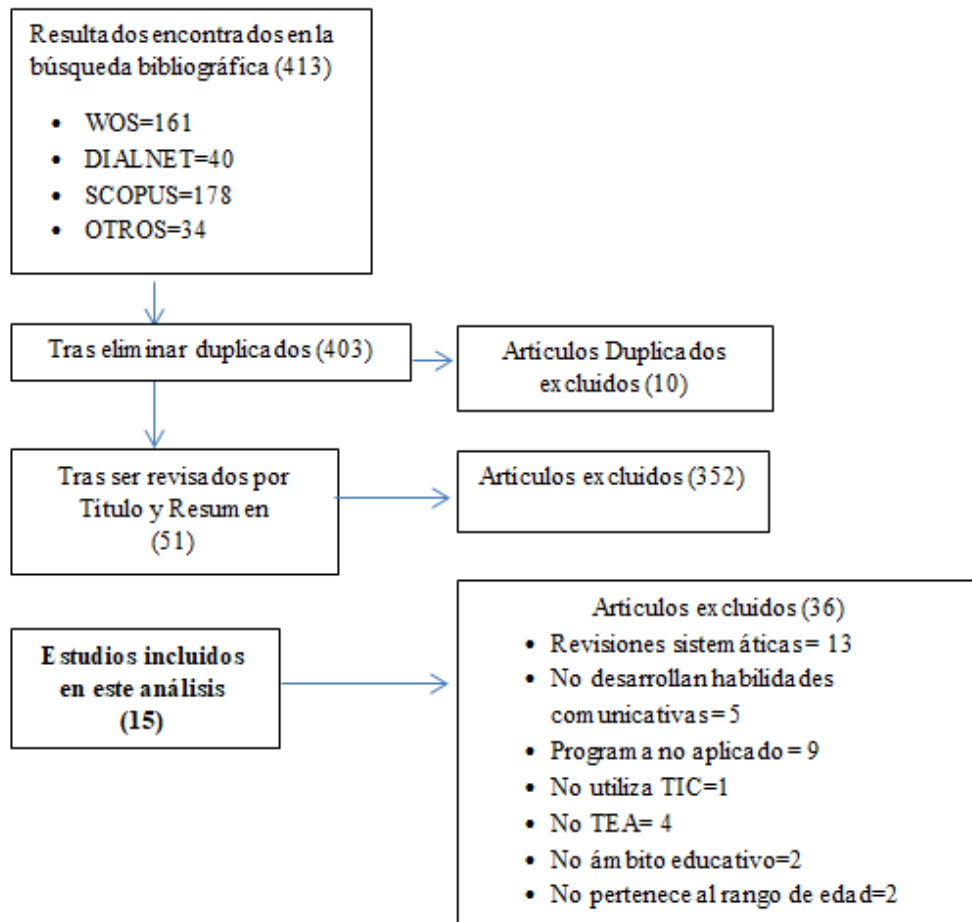 Resultados encontrados en la
búsqueda bibliográfica (413)
• WOS=161
• DIALNET=40
• SCOPUS=178
• OTROS=34
Tras eliminar duplicados (403)
Artículos Duplicados
excluidos (10)
Tras ser revisados por
Título y Resumen
(51)
Artículos excluidos (352)
Estudios incluidos
en este análisis
(15)
Artículos excluidos (36)
• Revisiones sistemáticas= 13
• No desarrollan habilidades
comunicativas= 5
• Programa no aplicado = 9
• No utiliza TIC=1
• No TEA= 4
• No ámbito educativo=2
• No pertenece al rango de edad=2